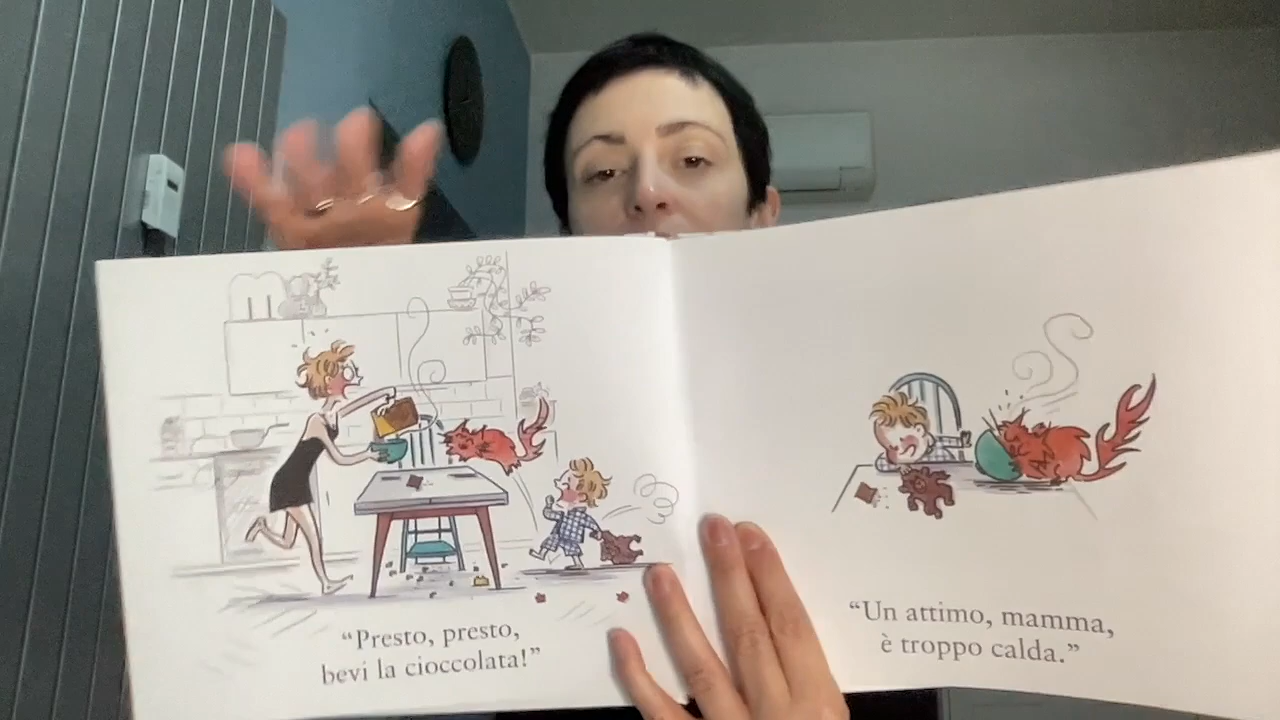 “Presto, presto,
bevi la cioccolata!”
“Un attimo, mamma,
è troppo calda.”